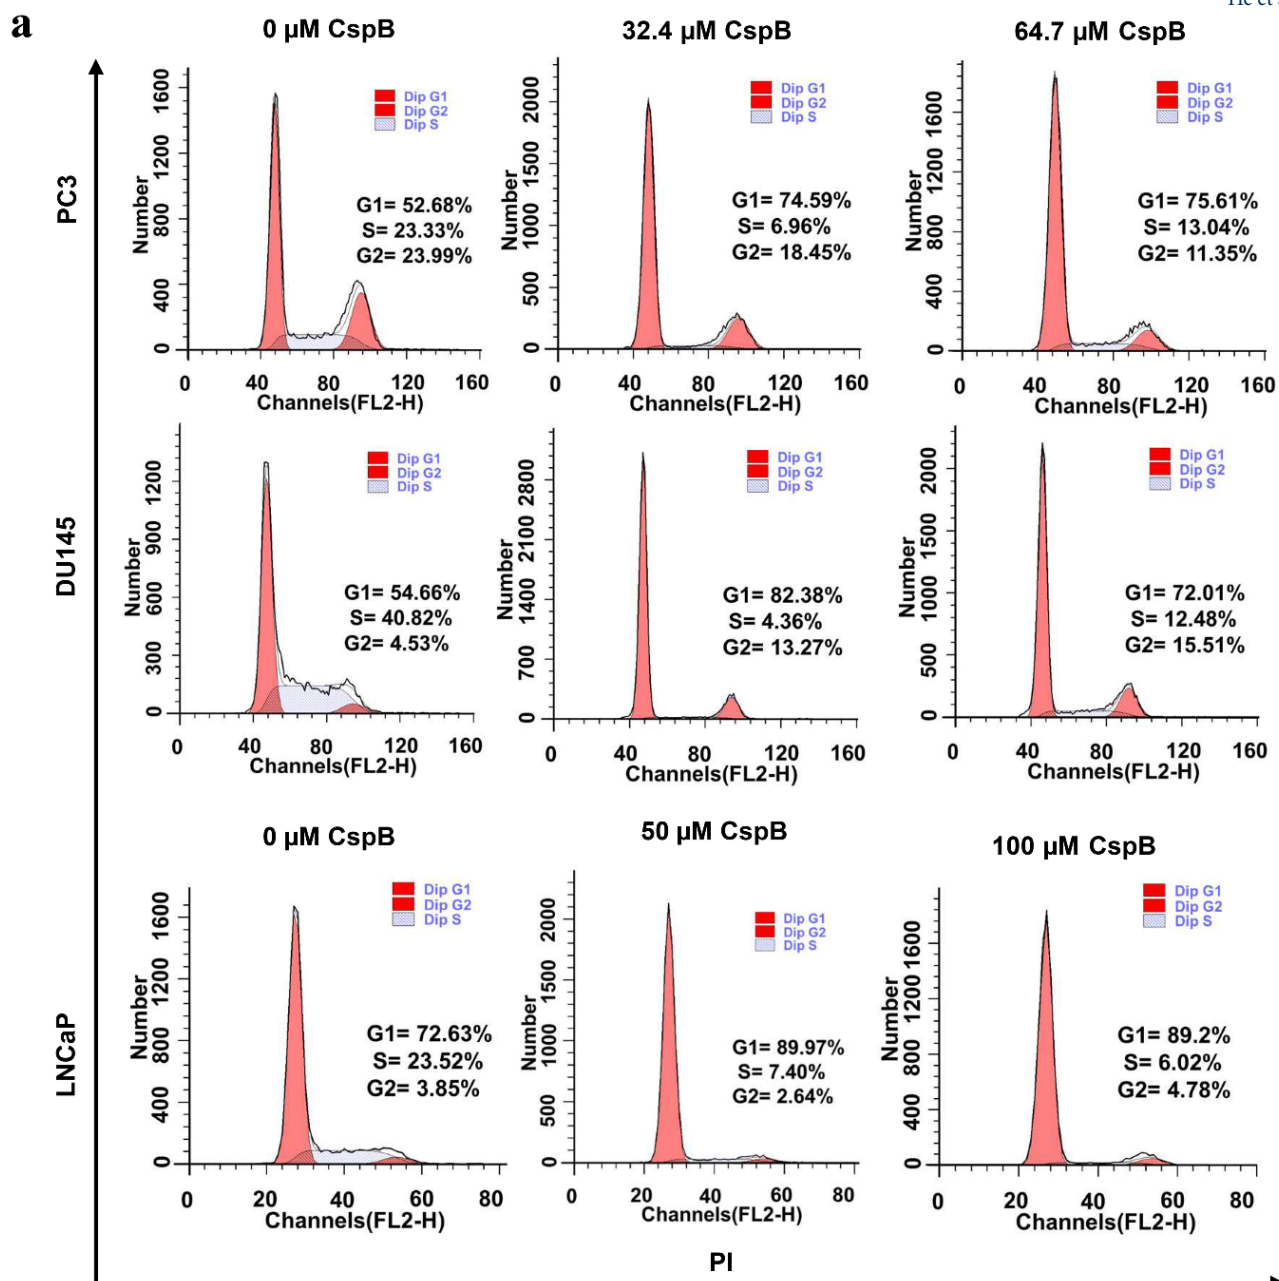 a
0 µM CspB
32.4 µM CspB
64.7 µM CspB
PC3
Number
1600
1200
800
400
0
Dip G1
Dip G2
Dip S
G1= 52.68%
S= 23.33%
G2= 23.99%
0 40 80 120 160
Channels(FL2-H)
Number
2000
1500
1000
500
0
Dip G1
Dip G2
Dip S
G1= 74.59%
S= 6.96%
G2= 18.45%
0 40 80 120 160
Channels(FL2-H)
Number
1600
1200
800
400
0
Dip G1
Dip G2
Dip S
G1= 75.61%
S= 13.04%
G2= 11.35%
0 40 80 120 160
Channels(FL2-H)
DU145
Number
1200
900
600
300
0
Dip G1
Dip G2
Dip S
G1= 54.66%
S= 40.82%
G2= 4.53%
0 40 80 120 160
Channels(FL2-H)
Number
2800
2100
1400
700
0
Dip G1
Dip G2
Dip S
G1= 82.38%
S= 4.36%
G2= 13.27%
0 40 80 120 160
Channels(FL2-H)
Number
2000
1500
1000
500
0
Dip G1
Dip G2
Dip S
G1= 72.01%
S= 12.48%
G2= 15.51%
0 40 80 120 160
Channels(FL2-H)
0 µM CspB
50 µM CspB
100 µM CspB
LNCaP
Number
1600
1200
800
400
0
Dip G1
Dip G2
Dip S
G1= 72.63%
S= 23.52%
G2= 3.85%
0 20 40 60 80
Channels(FL2-H)
Number
2000
1500
1000
500
0
Dip G1
Dip G2
Dip S
G1= 89.97%
S= 7.40%
G2= 2.64%
0 20 40 60 80
Channels(FL2-H)
Number
1600
1200
800
400
0
Dip G1
Dip G2
Dip S
G1= 89.2%
S= 6.02%
G2= 4.78%
0 20 40 60 80
Channels(FL2-H)
PI